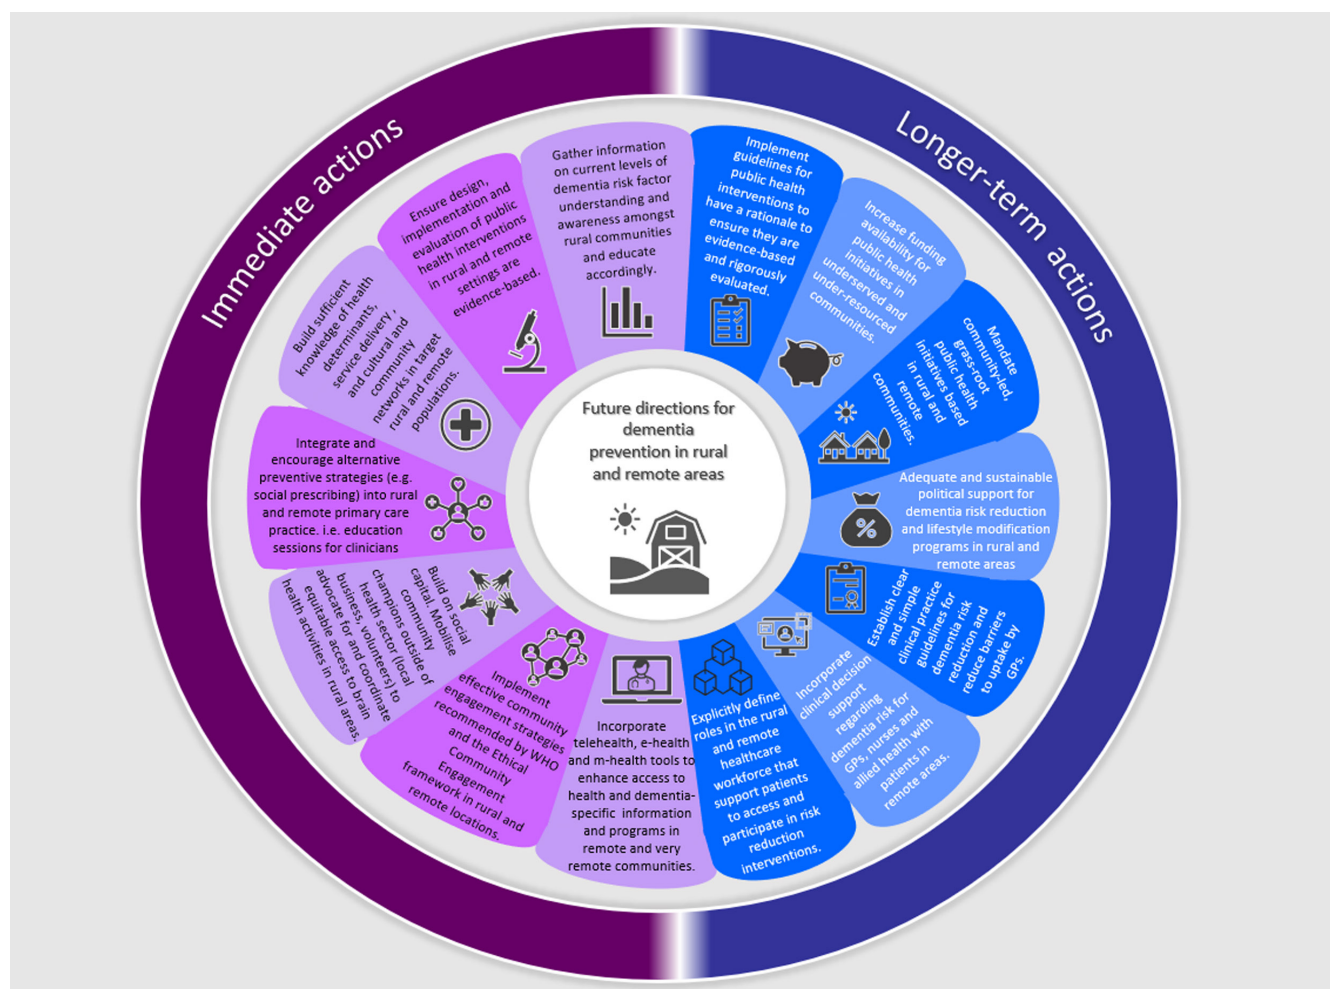 Immediate actions
Longer-term actions
Future directions for
dementia
prevention in rural
and remote areas
Gather information
on current levels of
dementia risk factor
understanding and
awareness amongst
rural communities
and educate
accordingly.
Ensure design,
implementation and
evaluation of public
health interventions
in rural and remote
settings are
evidence-based.
Build sufficient
knowledge of health
determinants,
service delivery ,
and cultural and
community
networks in target
rural and remote
populations.
Integrate and
encourage alternative
preventive strategies (e.g.
social prescribing) into rural
and remote primary care
practice. i.e. education
sessions for clinicians
Build on social
capital. Mobilise
community
champions outside of
health sector (local
business, volunteers) to
advocate for and coordinate
equitable access to brain
health activities in rural areas.
Implement
effective community
engagement strategies
recommended by WHO
and the Ethical
Community
Engagement
framework in rural and
remote locations.
Incorporate
telehealth, e-health
and m-health tools to
enhance access to
health and dementia-
specific information
and programs in
remote and very
remote communities.
Implement
guidelines for
public health
interventions to
have a rationale to
ensure they are
evidence-based
and rigorously
evaluated.
Increase funding
availability for
public health
initiatives in
underserved and
under-resourced
communities.
Mandate
community-led,
grass-root
public health
initiatives based
in rural and
remote
communities.
Adequate and sustainable
political support for
dementia risk reduction
and lifestyle modification
programs in rural and
remote areas
%
Establish clear
and simple
clinical practice
guidelines for
dementia risk
reduction and
reduce barriers
to uptake by
GPs.
Incorporate
clinical decision
support
regarding
dementia risk for
GPs, nurses and
allied health with
patients in
remote areas.
Explicitly define
roles in the rural
and remote
healthcare
workforce that
support patients
to access and
participate in risk
reduction
interventions.